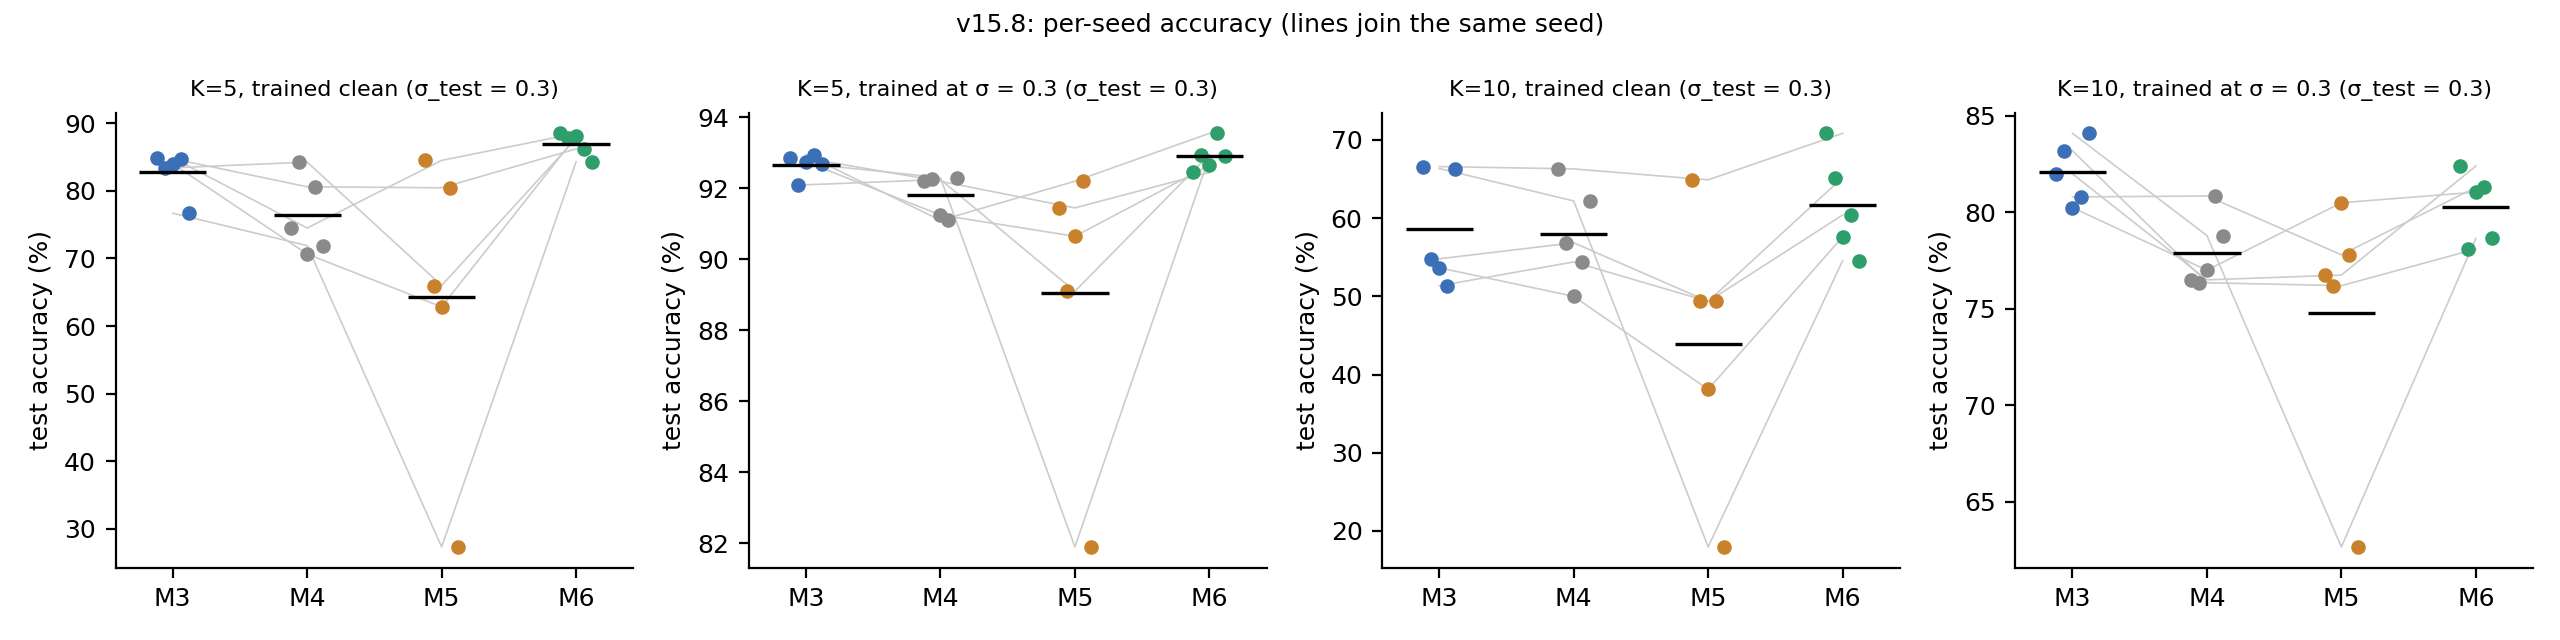 v15.8: per-seed accuracy (lines join the same seed)
K=5, trained clean (σ_test = 0.3)
test accuracy (%)
90
80
70
60
50
40
30
M3 M4 M5 M6
K=5, trained at σ = 0.3 (σ_test = 0.3)
test accuracy (%)
94
92
90
88
86
84
82
M3 M4 M5 M6
K=10, trained clean (σ_test = 0.3)
test accuracy (%)
70
60
50
40
30
20
M3 M4 M5 M6
K=10, trained at σ = 0.3 (σ_test = 0.3)
test accuracy (%)
85
80
75
70
65
M3 M4 M5 M6